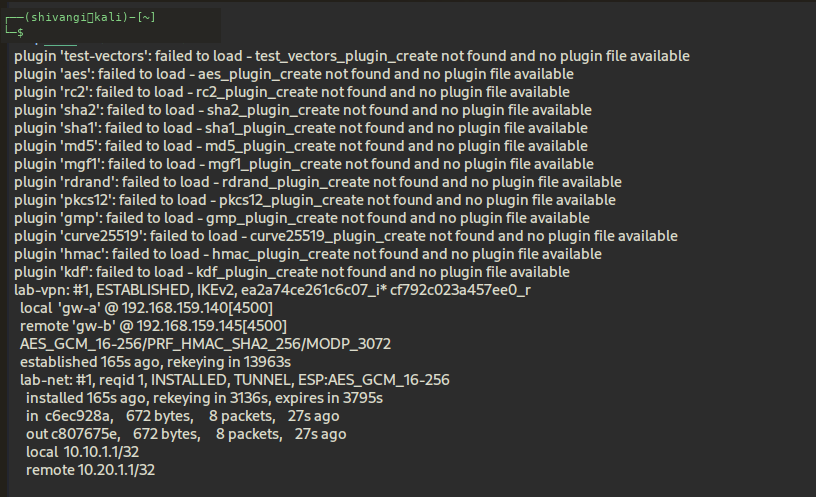 ┌──(shivangi㉿kali)-[~]
└─$
plugin 'test-vectors': failed to load - test_vectors_plugin_create not found and no plugin file available
plugin 'aes': failed to load - aes_plugin_create not found and no plugin file available
plugin 'rc2': failed to load - rc2_plugin_create not found and no plugin file available
plugin 'sha2': failed to load - sha2_plugin_create not found and no plugin file available
plugin 'sha1': failed to load - sha1_plugin_create not found and no plugin file available
plugin 'md5': failed to load - md5_plugin_create not found and no plugin file available
plugin 'mgf1': failed to load - mgf1_plugin_create not found and no plugin file available
plugin 'rdrand': failed to load - rdrand_plugin_create not found and no plugin file available
plugin 'pkcs12': failed to load - pkcs12_plugin_create not found and no plugin file available
plugin 'gmp': failed to load - gmp_plugin_create not found and no plugin file available
plugin 'curve25519': failed to load - curve25519_plugin_create not found and no plugin file available
plugin 'hmac': failed to load - hmac_plugin_create not found and no plugin file available
plugin 'kdf': failed to load - kdf_plugin_create not found and no plugin file available
lab-vpn: #1, ESTABLISHED, IKEv2, ea2a74ce261c6c07_i* cf792c023a457ee0_r
local 'gw-a' @ 192.168.159.140[4500]
remote 'gw-b' @ 192.168.159.145[4500]
AES_GCM_16-256/PRF_HMAC_SHA2_256/MODP_3072
established 165s ago, rekeying in 13963s
lab-net: #1, reqid 1, INSTALLED, TUNNEL, ESP:AES_GCM_16-256
installed 165s ago, rekeying in 3136s, expires in 3795s
in c6ec928a, 672 bytes, 8 packets, 27s ago
out c807675e, 672 bytes, 8 packets, 27s ago
local 10.10.1.1/32
remote 10.20.1.1/32